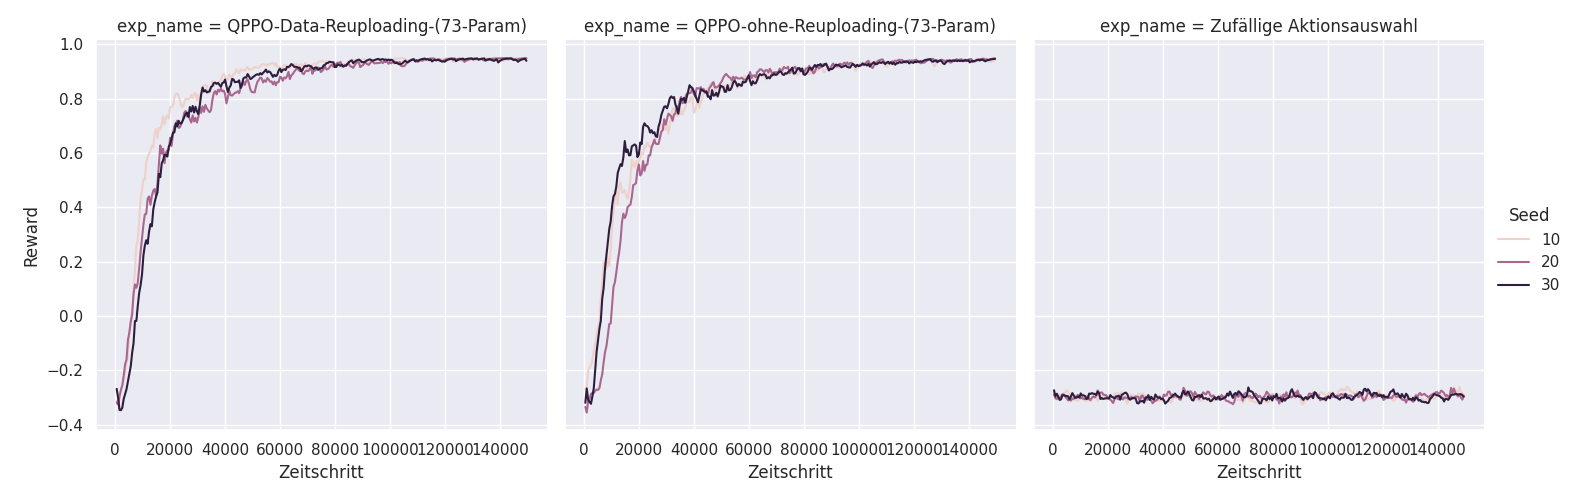 exp_name = QPPO-Data-Reuploading-(73-Param)
exp_name = QPPO-ohne-Reuploading-(73-Param)
exp_name = Zufällige Aktionsauswahl
1.0
0.8
0.6
0.4
0.2
0.0
−0.2
−0.4
Reward
0 20000 40000 60000 80000 100000 120000 140000
Zeitschritt
0 20000 40000 60000 80000 100000 120000 140000
Zeitschritt
0 20000 40000 60000 80000 100000 120000 140000
Zeitschritt
Seed
10
20
30